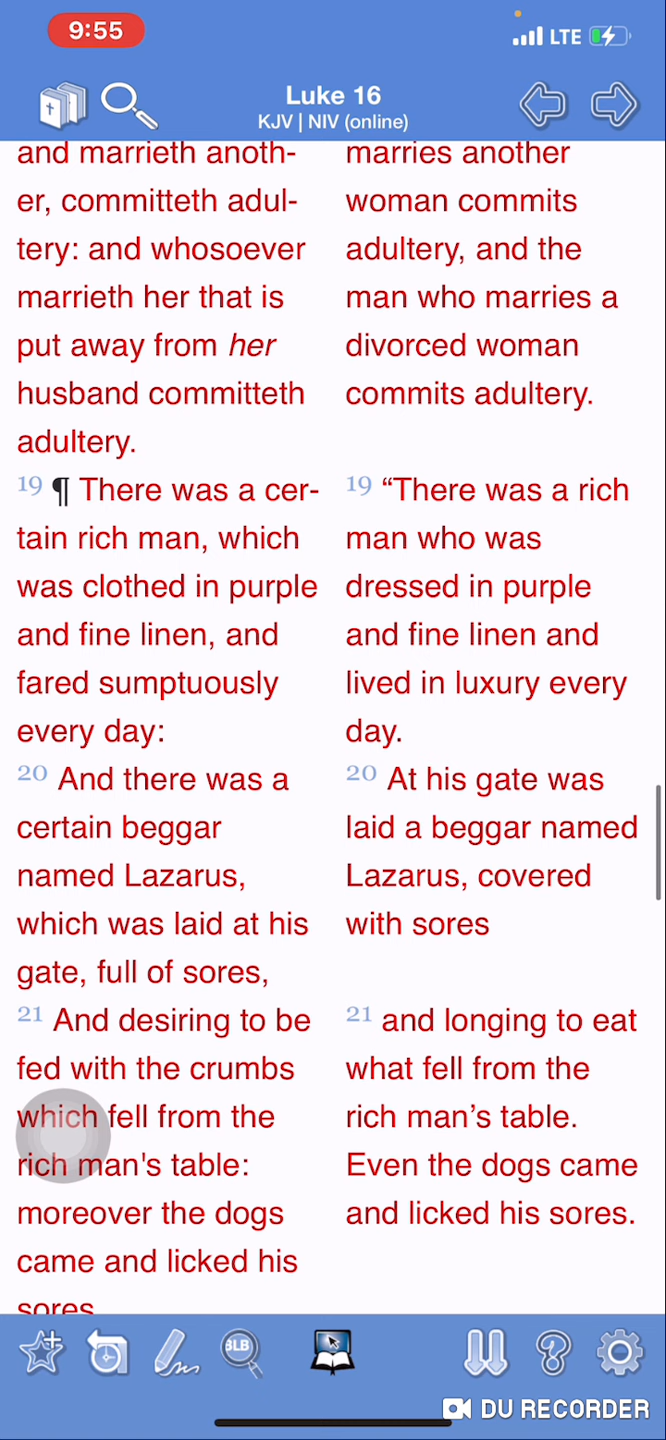 9:55
LTE
Luke 16
KJV | NIV (online)
and marrieth anoth-
er, committeth adul-
tery: and whosoever
marrieth her that is
put away from her
husband committeth
adultery.
19 ¶ There was a cer-
tain rich man, which
was clothed in purple
and fine linen, and
fared sumptuously
every day:
20 And there was a
certain beggar
named Lazarus,
which was laid at his
gate, full of sores,
21 And desiring to be
fed with the crumbs
which fell from the
rich man's table:
moreover the dogs
came and licked his
sores
marries another
woman commits
adultery, and the
man who marries a
divorced woman
commits adultery.
19 “There was a rich
man who was
dressed in purple
and fine linen and
lived in luxury every
day.
20 At his gate was
laid a beggar named
Lazarus, covered
with sores
21 and longing to eat
what fell from the
rich man’s table.
Even the dogs came
and licked his sores.
BLB
DU RECORDER